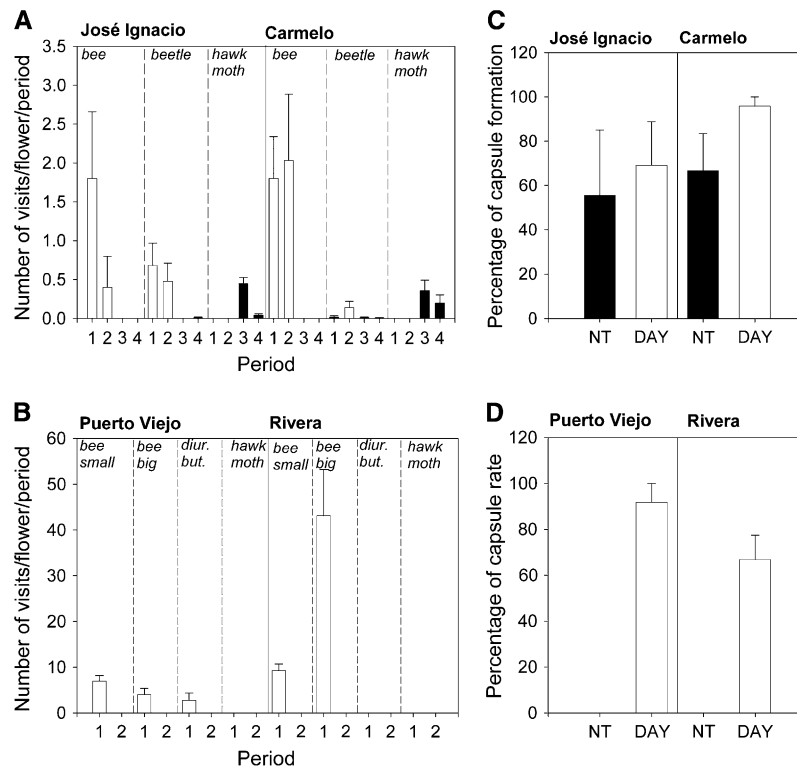 A
José Ignacio Carmelo
bee beetle hawk moth bee beetle hawk moth
Number of visits/flower/period
3.5
3.0
2.5
2.0
1.5
1.0
0.5
0.0
1 2 3 4 1 2 3 4 1 2 3 4 1 2 3 4 1 2 3 4 1 2 3 4
Period
C
José Ignacio Carmelo
Percentage of capsule formation
120
100
80
60
40
20
0
NT DAY NT DAY
B
Puerto Viejo Rivera
bee small bee big diur. but. hawk moth bee small bee big diur. but. hawk moth
Number of visits/flower/period
60
50
40
30
20
10
0
1 2 1 2 1 2 1 2 1 2 1 2 1 2 1 2
Period
D
Puerto Viejo Rivera
Percentage of capsule rate
120
100
80
60
40
20
0
NT DAY NT DAY